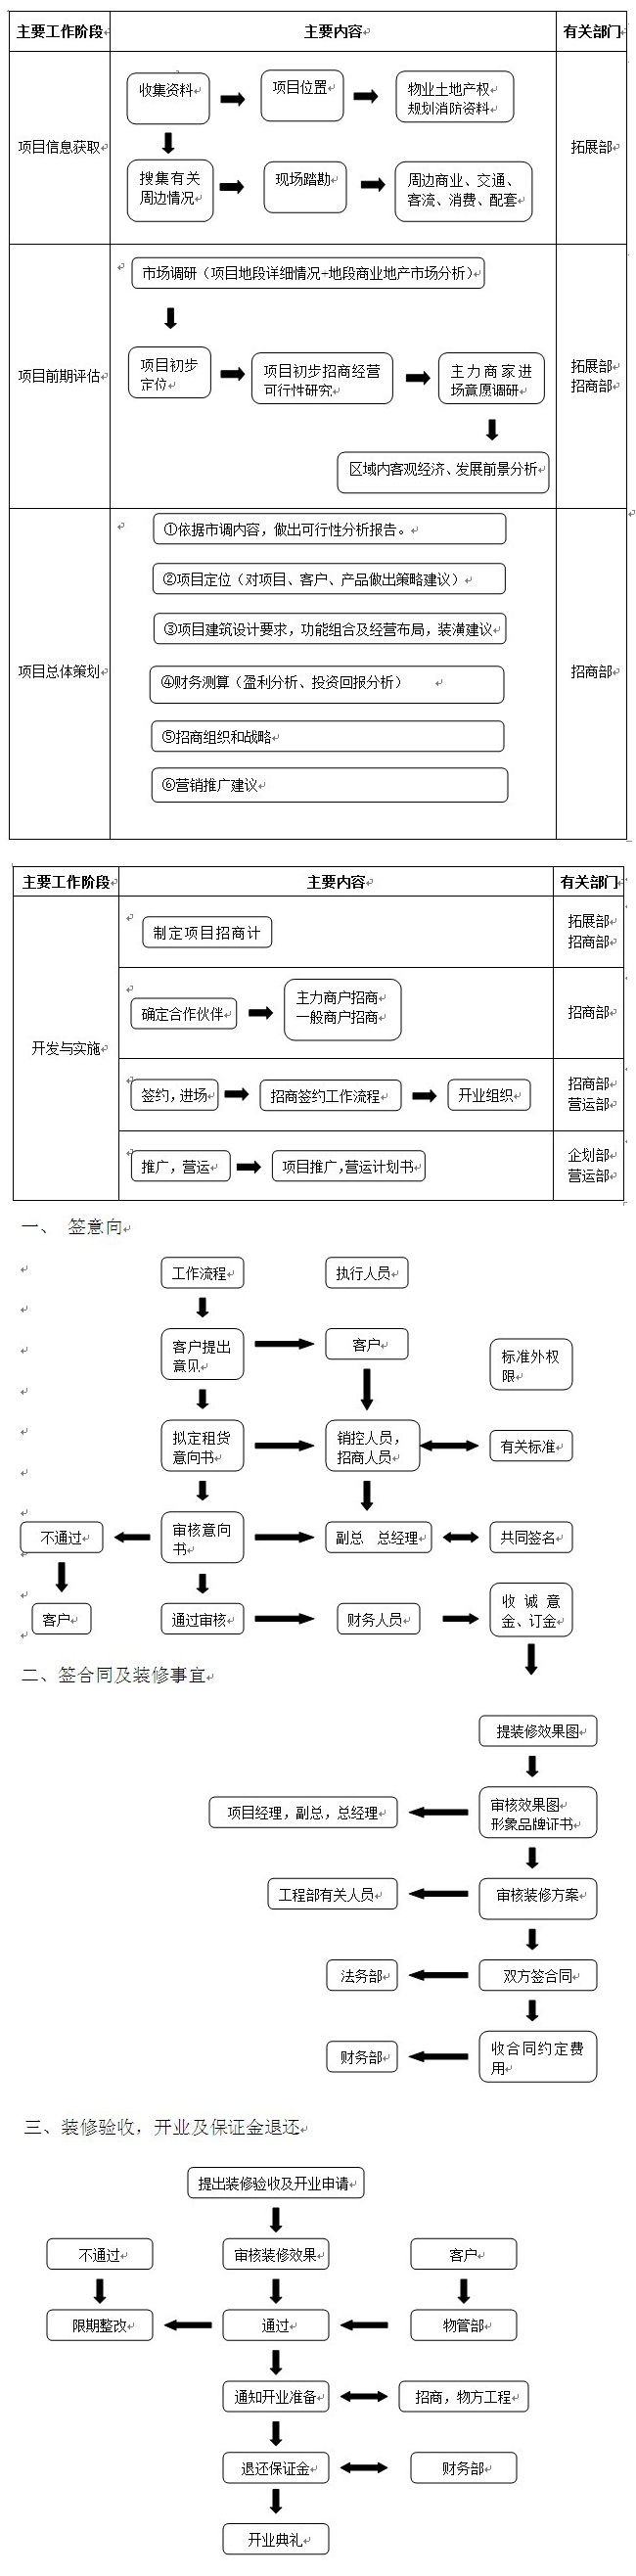 主要工作阶段 主要内容 有关部门
项目信息获取
收集资料
项目位置
物业土地产权
规划消防资料
搜集有关
周边情况
现场踏勘
周边商业、交通、
客流、消费、配套
拓展部
项目前期评估
市场调研（项目地段详细情况+地段商业地产市场分析）
项目初步
定位
项目初步招商经营
可行性研究
主力商家进
场意愿调研
区域内客观经济、发展前景分析
拓展部
招商部
项目总体策划
①依据市调内容，做出可行性分析报告。
②项目定位（对项目、客户、产品做出策略建议）
③项目建筑设计要求，功能组合及经营布局，装潢建议
④财务测算（盈利分析、投资回报分析）
⑤招商组织和战略
⑥营销推广建议
招商部
主要工作阶段 主要内容 有关部门
开发与实施
制定项目招商计
拓展部
招商部
确定合作伙伴
主力商户招商
一般商户招商
招商部
签约，进场
招商签约工作流程
开业组织
招商部
营运部
推广，营运
项目推广,营运计划书
企划部
营运部
一、 签意向
工作流程
执行人员
客户提出
意见
客户
标准外权
限
拟定租赁
意向书
销控人员，
招商人员
有关标准
不通过
审核意向
书
副总 总经理
共同签名
客户
通过审核
财务人员
收诚意
金、订金
二、签合同及装修事宜
提装修效果图
项目经理，副总，总经理
审核效果图
形象品牌证书
工程部有关人员
审核装修方案
法务部
双方签合同
财务部
收合同约定费
用
三、装修验收，开业及保证金退还
提出装修验收及开业申请
不通过
审核装修效果
客户
限期整改
通过
物管部
通知开业准备
招商，物方工程
退还保证金
财务部
开业典礼